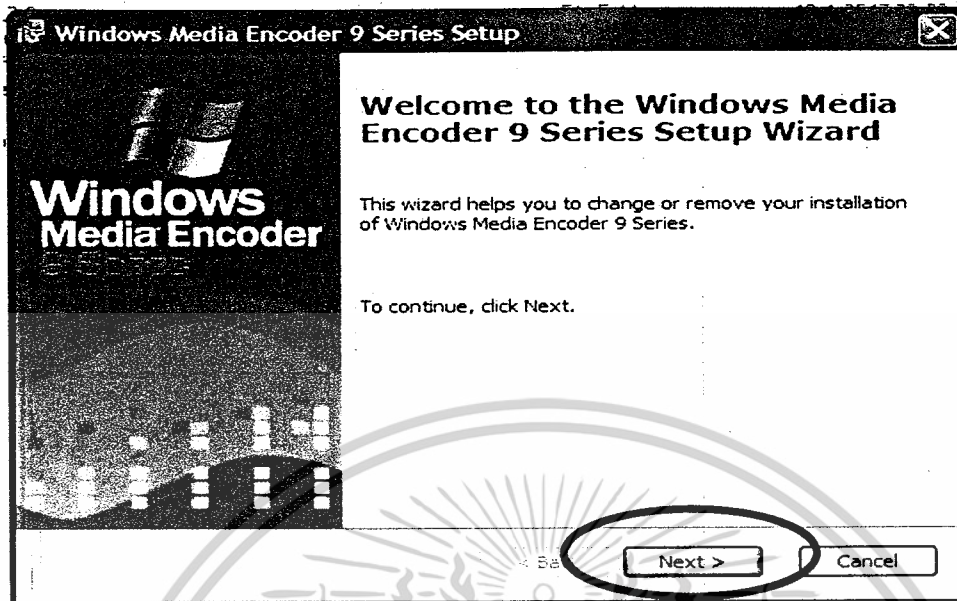 Windows Media Encoder 9 Series Setup
Windows
Media Encoder
9 Series
Welcome to the Windows Media
Encoder 9 Series Setup Wizard
This wizard helps you to change or remove your installation
of Windows Media Encoder 9 Series.
To continue, click Next.
Next >
Cancel